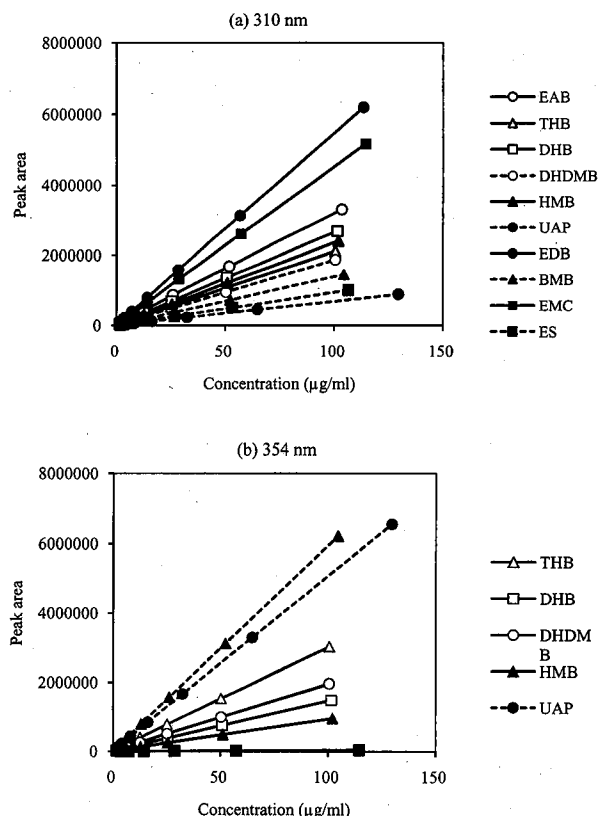 (a) 310 nm
8000000
6000000
4000000
2000000
0
Peak area
0 50 100 150
Concentration (µg/ml)
EAB
THB
DHB
DHDMB
HMB
UAP
EDB
BMB
EMC
ES
(b) 354 nm
8000000
6000000
4000000
2000000
0
Peak area
0 50 100 150
Concentration (µg/ml)
THB
DHB
DHDM
B
HMB
UAP